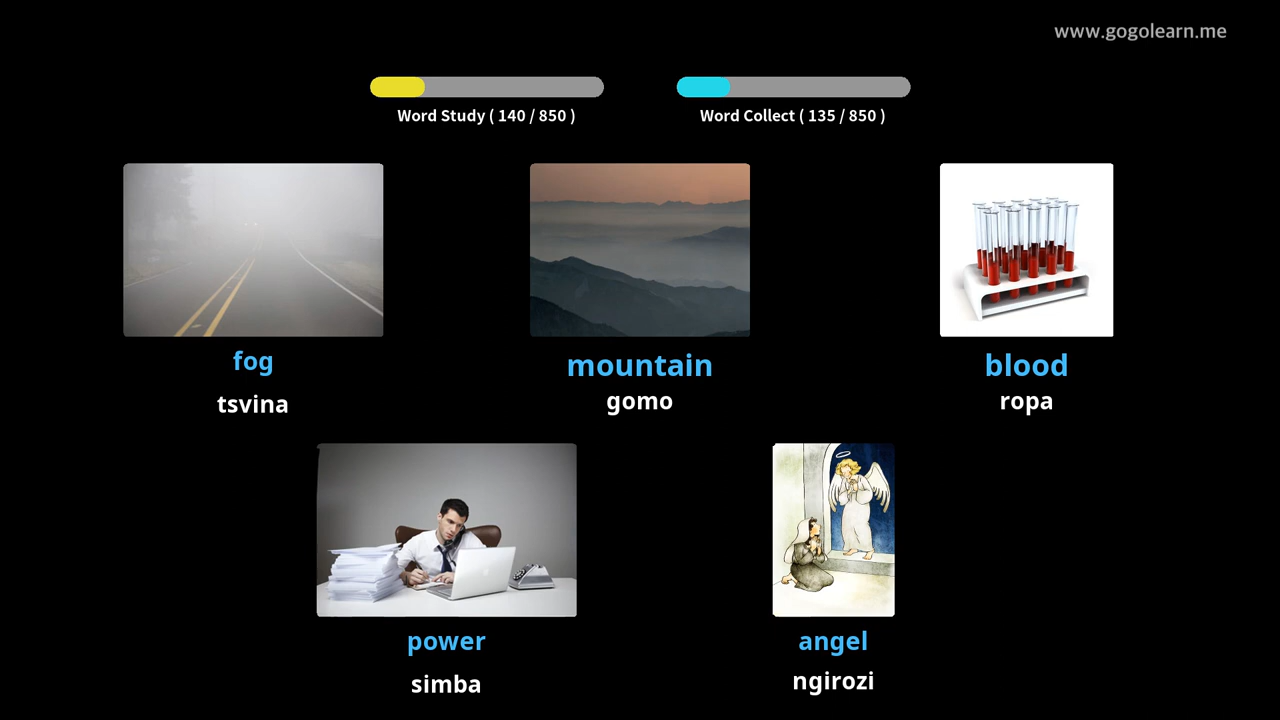 www.gogolearn.me
Word Study ( 140 / 850 )
Word Collect ( 135 / 850 )
fog
mountain
blood
tsvina
gomo
ropa
power
angel
simba
ngirozi